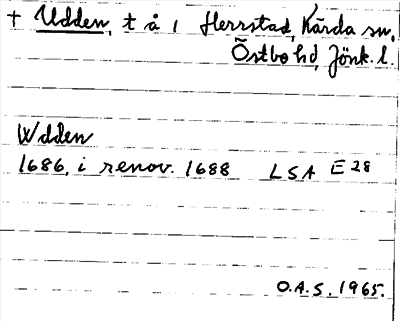 + Udden, t å 1 Herrstad, Kärda sn,
Östbo hd, Jönk. l.
Wdden
1686, i renov. 1688 LSA E 28
O.A.S. 1965.